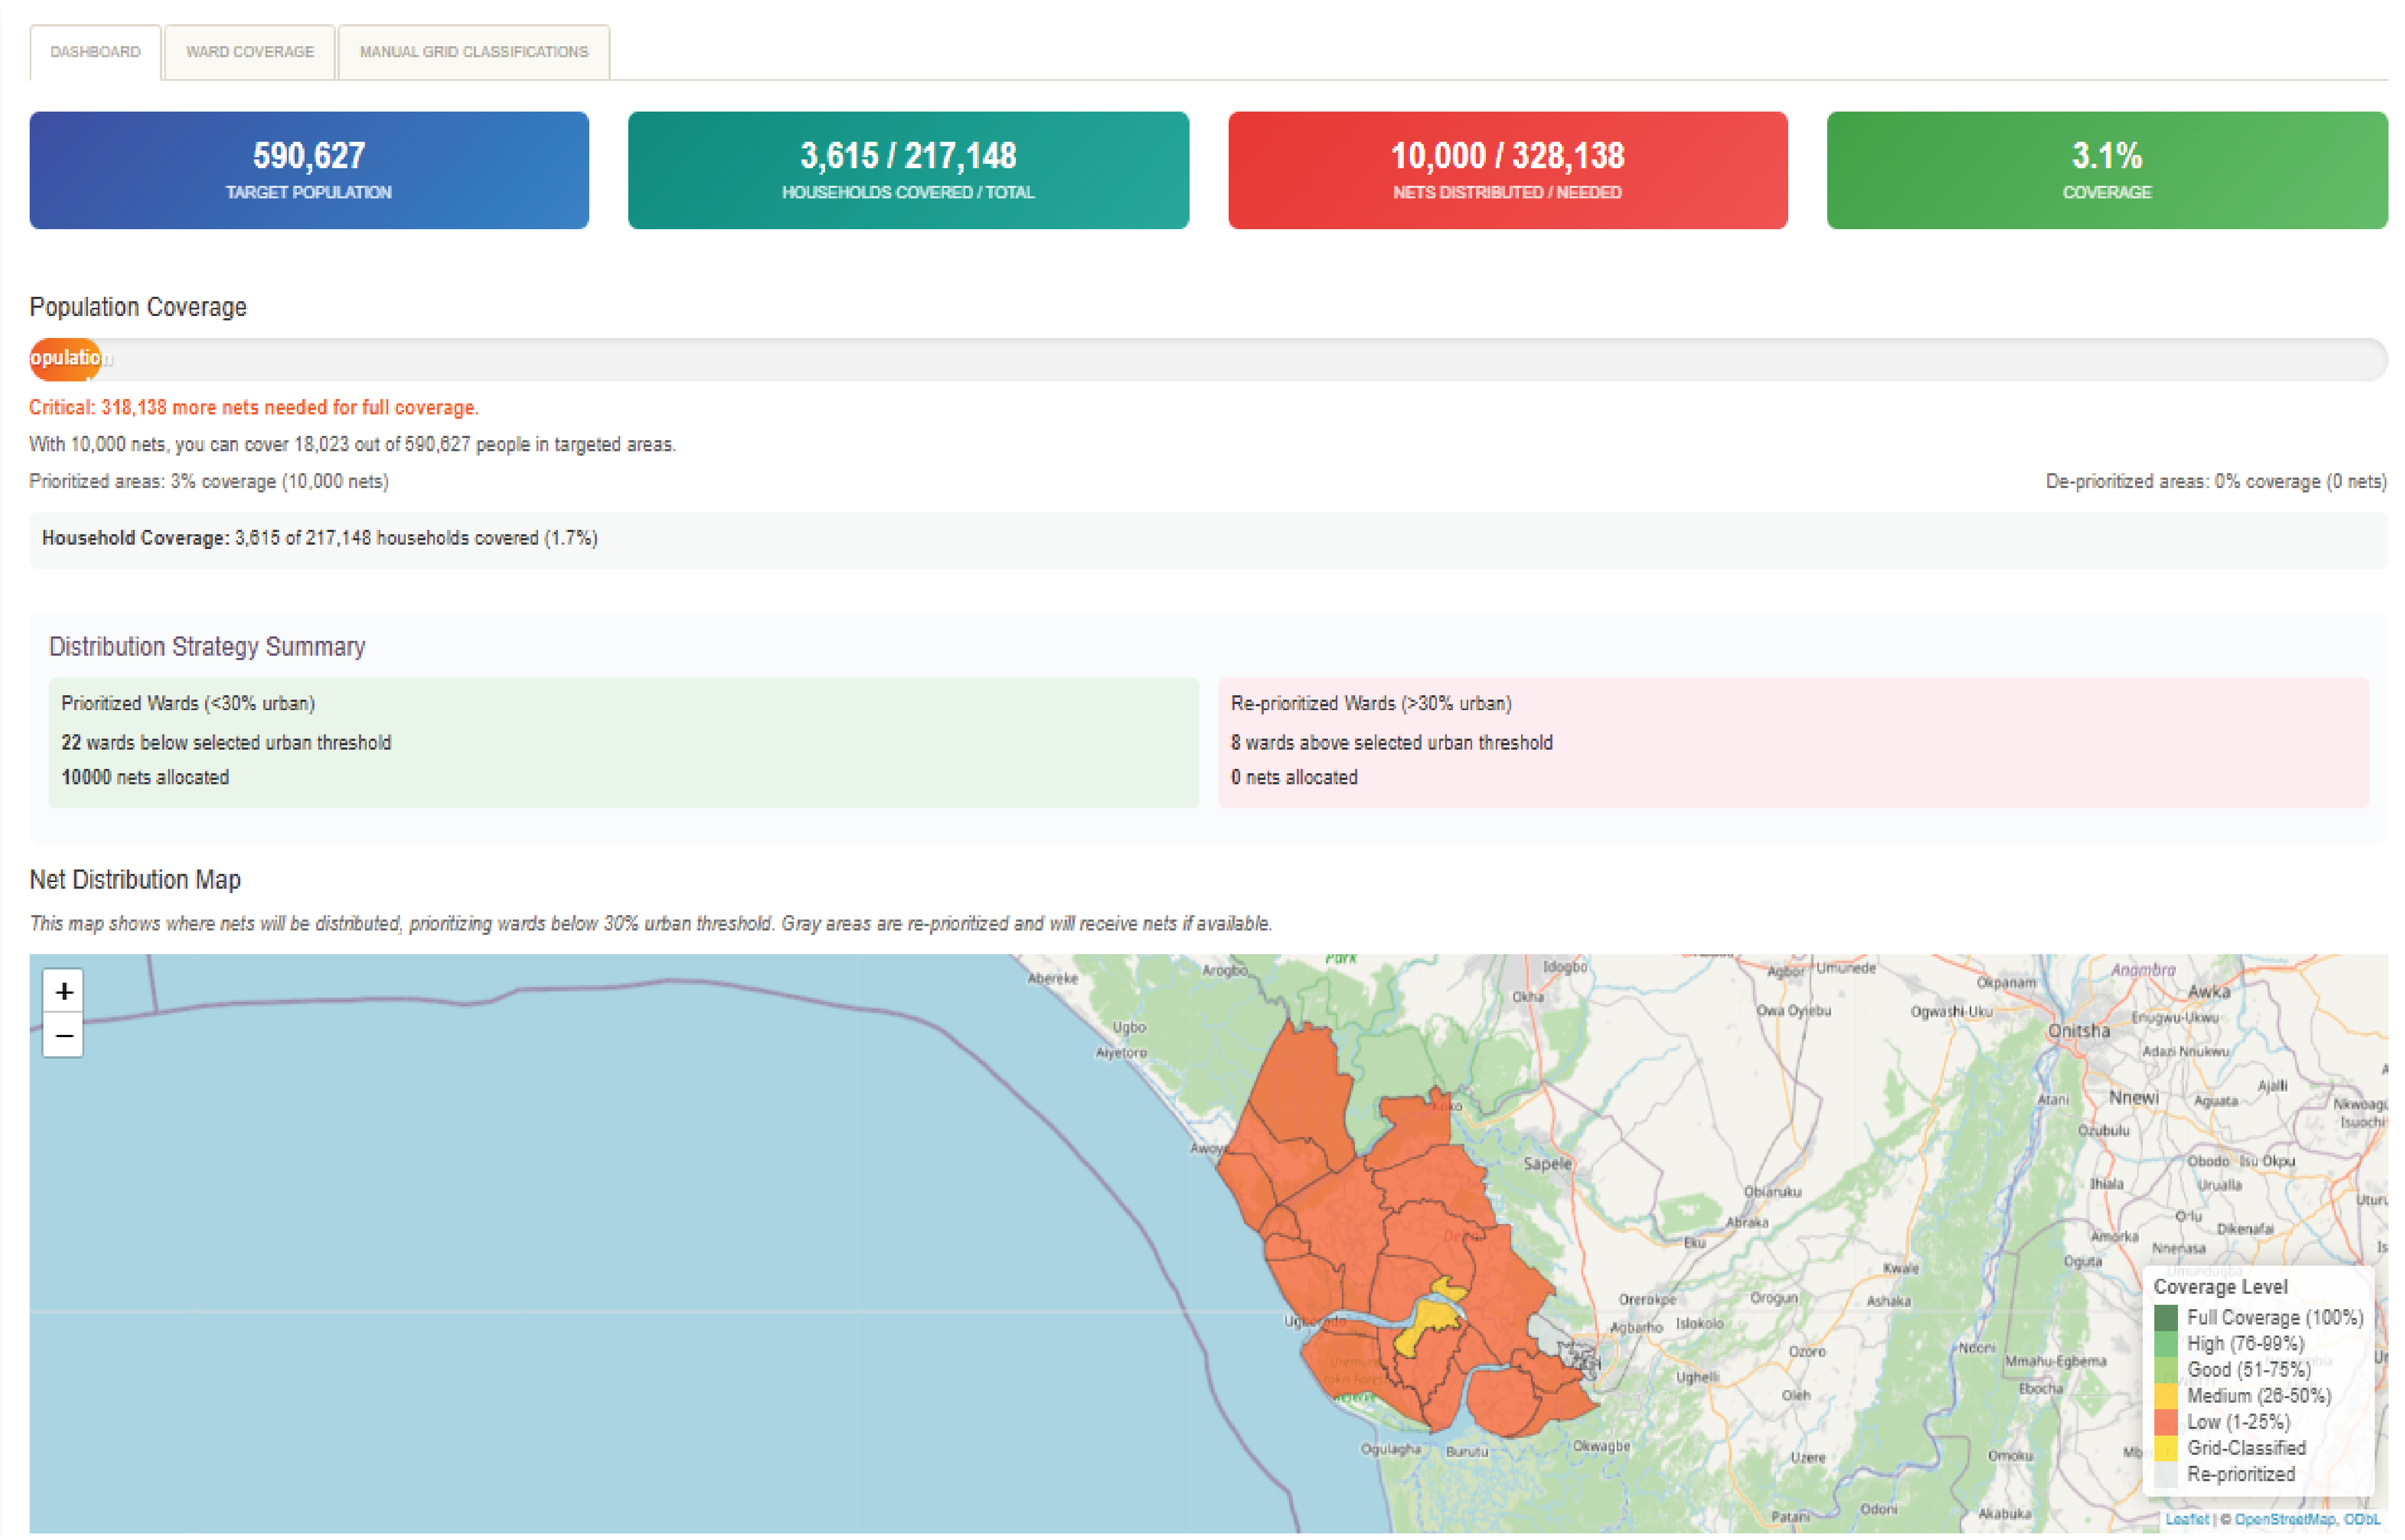 DASHBOARD
WARD COVERAGE
MANUAL GRID CLASSIFICATIONS
590,627
TARGET POPULATION
3,615 / 217,148
HOUSEHOLDS COVERED / TOTAL
10,000 / 328,138
NETS DISTRIBUTED / NEEDED
3.1%
COVERAGE
Population Coverage
opulation
Critical: 318,138 more nets needed for full coverage.
With 10,000 nets, you can cover 18,023 out of 590,627 people in targeted areas.
Prioritized areas: 3% coverage (10,000 nets)
De-prioritized areas: 0% coverage (0 nets)
Household Coverage: 3,615 of 217,148 households covered (1.7%)
Distribution Strategy Summary
Prioritized Wards (<30% urban)
22 wards below selected urban threshold
10000 nets allocated
Re-prioritized Wards (>30% urban)
8 wards above selected urban threshold
0 nets allocated
Net Distribution Map
This map shows where nets will be distributed, prioritizing wards below 30% urban threshold. Gray areas are re-prioritized and will receive nets if available.
+
−
Park
Idogbo
Arogbo
Abereke
Agbor
Umunede
Anambra
Okpanam
Awka
Okha
Owa Oyiebu
Ogwashi-Uku
Enugwu-Ukwu
Onitsha
Ugbo
Aiyetoro
Adazi Nnukwu
Ajalli
Koko
Atani
Nnewi
Aguata
Nkwoagu
Isuochi
Ozubulu
Awoye
Sapele
Obodo
Isu Okpu
Ihiala
Urualla
Obiaruku
Uturu
Abraka
Orlu
Dikenafai
Amorka
Nnenasa
Eku
Oguta
Kwale
Umundugba
Orerokpe
Orogun
Ashaka
Agbarho
Islokolo
Ozoro
Ndoni
Mmahu-Egbema
Ughelli
Ebocha
Oleh
Reserve
Ogulagha
Burutu
Okwagbe
Uzere
Omoku
Odoni
Patani
Akabuka
Coverage Level
Full Coverage (100%)
High (76-99%)
Good (51-75%)
Medium (26-50%)
Low (1-25%)
Grid-Classified
Re-prioritized
Leaflet | © OpenStreetMap, ODbL